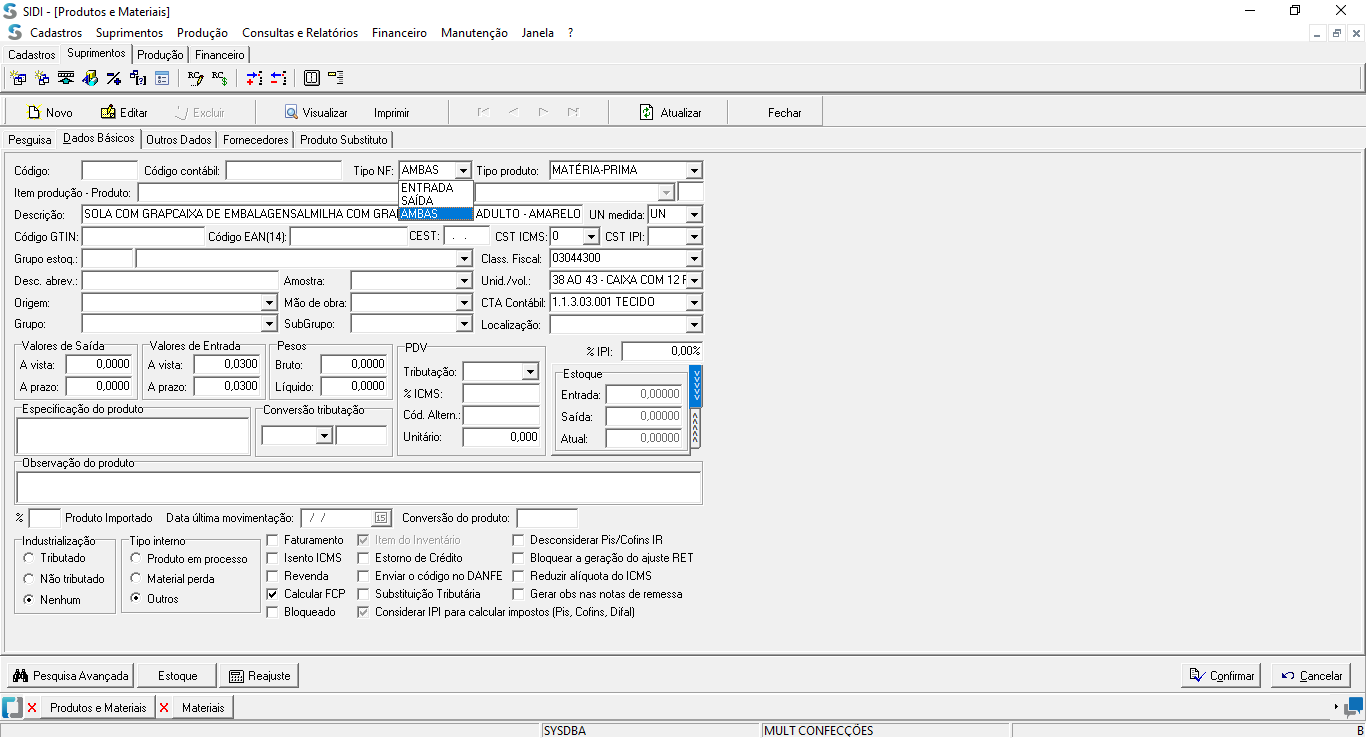 SIDI - [Produtos e Materiais]
Cadastros Suprimentos Produção Consultas e Relatórios Financeiro Manutenção Janela ?
Cadastros Suprimentos Produção Financeiro
Novo Editar Excluir Visualizar Imprimir Atualizar Fechar
Pesquisa Dados Básicos Outros Dados Fornecedores Produto Substituto
Código: Código contábil: Tipo NF: AMBAS Tipo produto: MATÉRIA-PRIMA
Item produção - Produto: ENTRADA
SAÍDA
Descrição: SOLA COM GRAPCAIXA DE EMBALAGENSALMILHA COM GRA AMBAS ADULTO - AMARELO UN medida: UN
Código GTIN: Código EAN(14): CEST: . . CST ICMS: 0 CST IPI:
Grupo estoq.: Class. Fiscal: 03044300
Desc. abrev.: Amostra: Unid./vol.: 38 AO 43 - CAIXA COM 12 F
Origem: Mão de obra: CTA Contábil: 1.1.3.03.001 TECIDO
Grupo: SubGrupo: Localização:
Valores de Saída Valores de Entrada Pesos PDV % IPI: 0,00%
A vista: 0,0000 A vista: 0,0300 Bruto: 0,0000 Tributação: Estoque
A prazo: 0,0000 A prazo: 0,0300 Líquido: 0,0000 % ICMS: Entrada: 0,00000
Especificação do produto Conversão tributação Cód. Altern.: Saída: 0,00000
Unitário: 0,000 Atual: 0,00000
Observação do produto
% Produto Importado Data última movimentação: / / 15 Conversão do produto:
Industrialização Tipo interno Faturamento Item do Inventário Desconsiderar Pis/Cofins IR
Tributado Produto em processo Isento ICMS Estorno de Crédito Bloquear a geração do ajuste RET
Não tributado Material perda Revenda Enviar o código no DANFE Reduzir alíquota do ICMS
Nenhum Outros Calcular FCP Substituição Tributária Gerar obs nas notas de remessa
Bloqueado Considerar IPI para calcular impostos (Pis, Cofins, Difal)
Pesquisa Avançada Estoque Reajuste Confirmar Cancelar
Produtos e Materiais Materiais
SYSDBA MULT CONFECÇÕES B